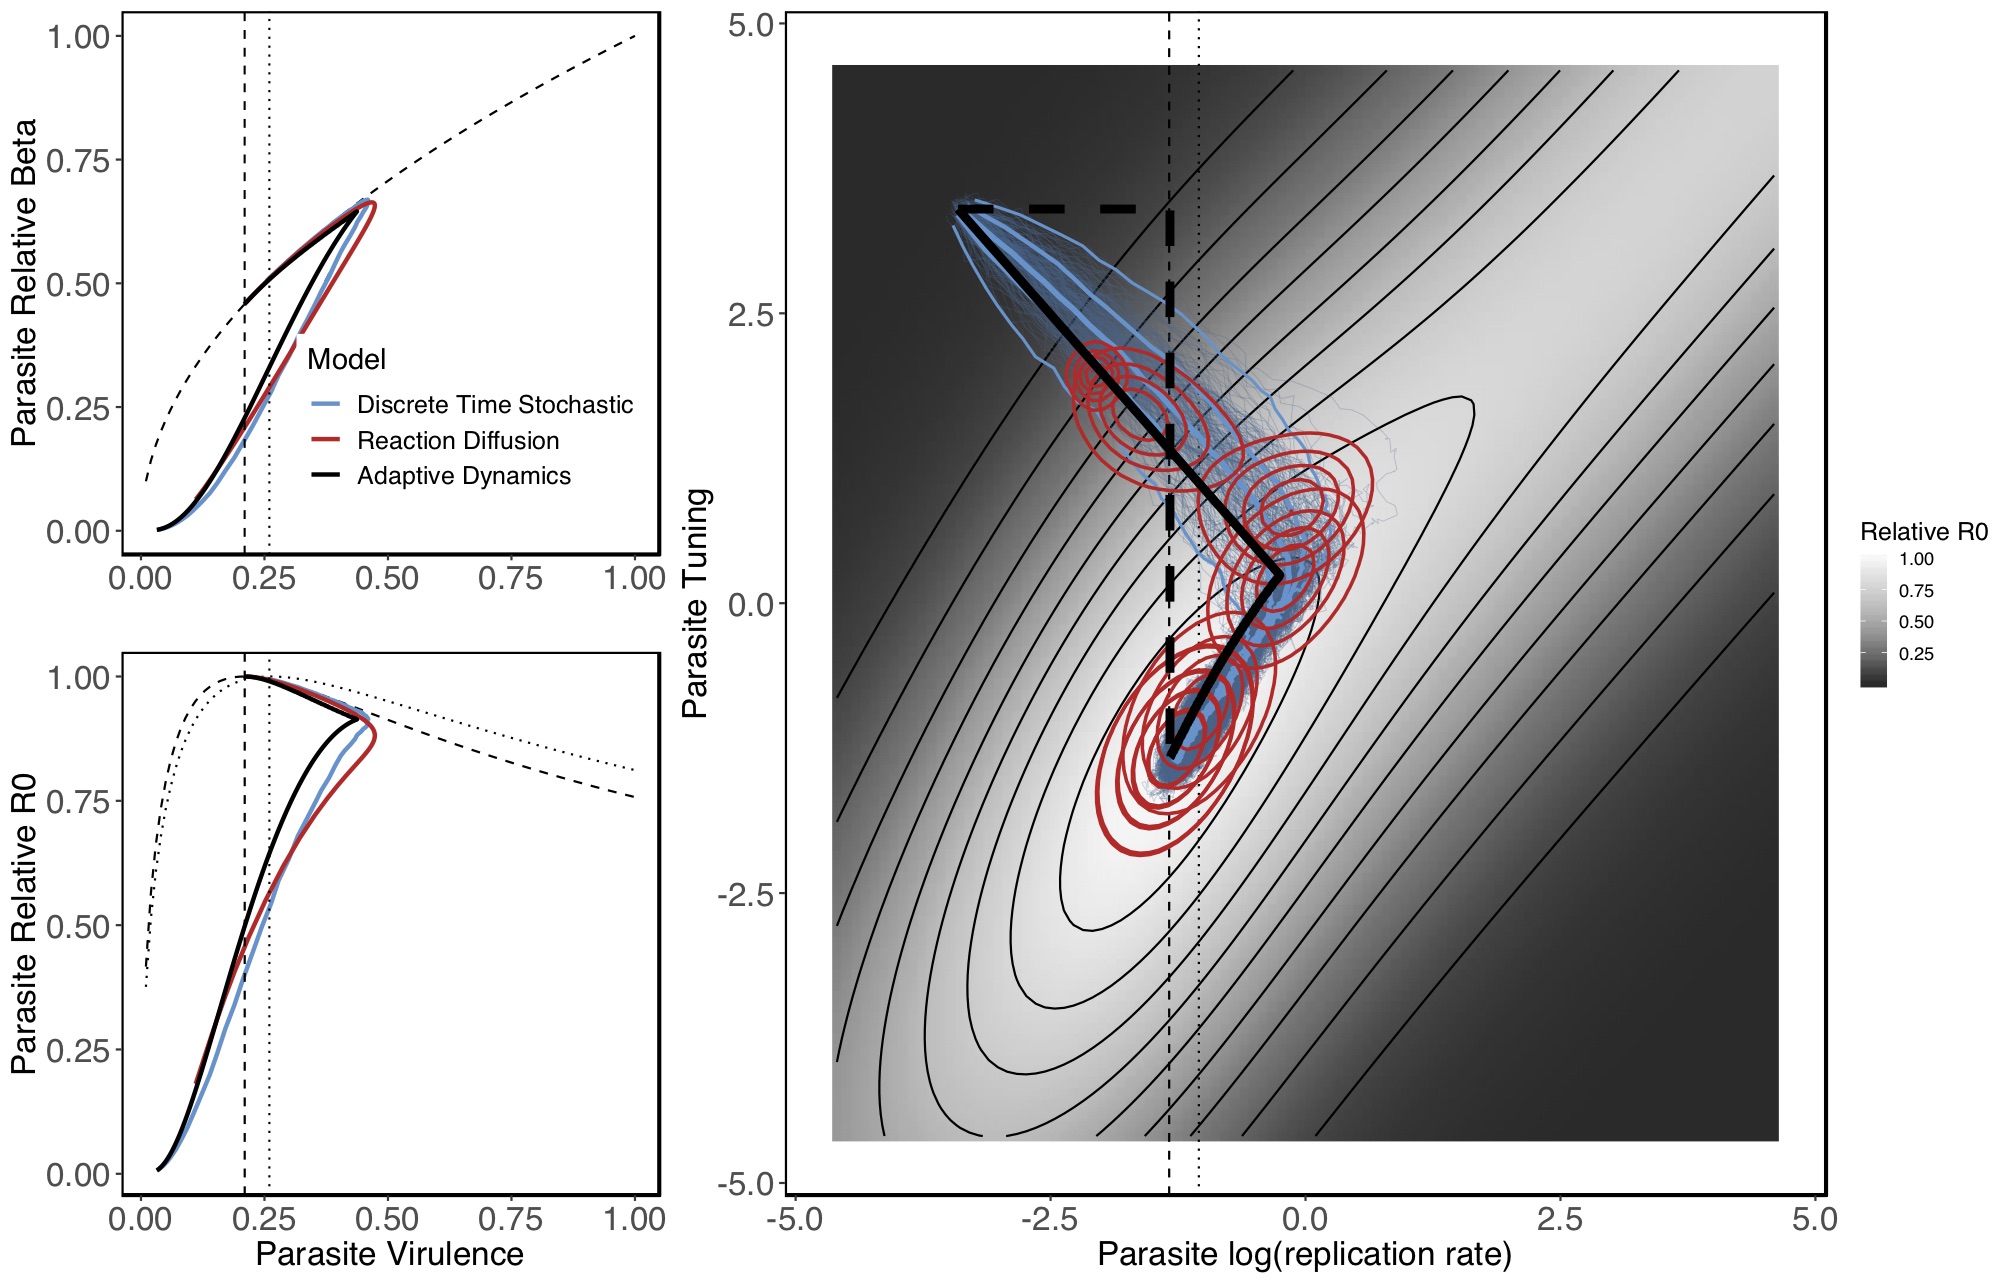 Parasite Relative Beta
1.00
0.75
0.50
0.25
0.00
0.00 0.25 0.50 0.75 1.00
Model
Discrete Time Stochastic
Reaction Diffusion
Adaptive Dynamics
Parasite Relative R0
1.00
0.75
0.50
0.25
0.00
0.00 0.25 0.50 0.75 1.00
Parasite Virulence
Parasite Tuning
5.0
2.5
0.0
-2.5
-5.0
-5.0 -2.5 0.0 2.5 5.0
Parasite log(replication rate)
Relative R0
1.00
0.75
0.50
0.25